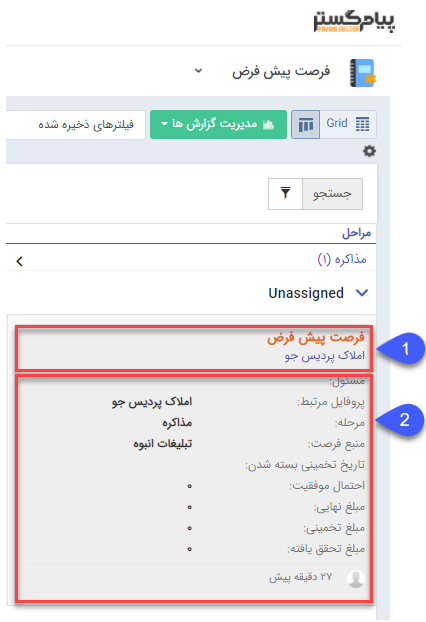 پیام‌گستر
PAYAM GOSTAR
فرصت پیش فرض
Grid
مدیریت گزارش ها
فیلترهای ذخیره شده
جستجو
مراحل
مذاکره (۱)
Unassigned
فرصت پیش فرض
املاک پردیس جو
1
مسئول:
پروفایل مرتبط: املاک پردیس جو
مرحله: مذاکره
2
منبع فرصت: تبلیغات انبوه
تاریخ تخمینی بسته شدن:
احتمال موفقیت: ۰
مبلغ نهایی: ۰
مبلغ تخمینی: ۰
مبلغ تحقق یافته: ۰
۲۷ دقیقه پیش